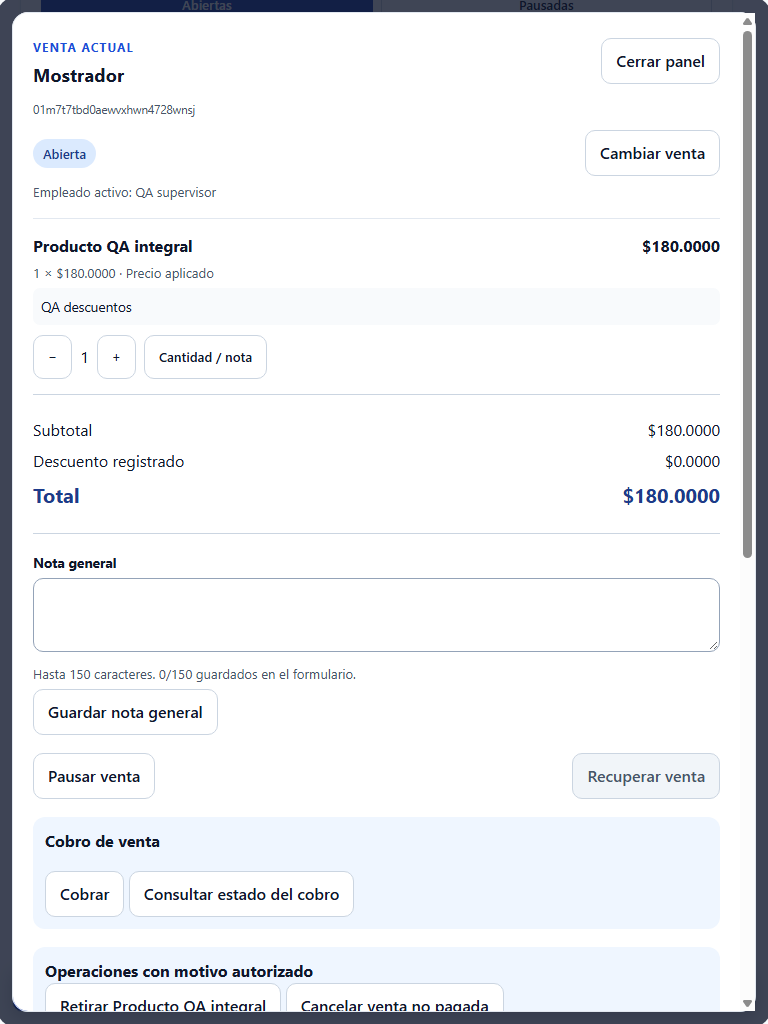 Abiertas Pausadas
VENTA ACTUAL
Cerrar panel
Mostrador
01m7t7tbd0aewvxhwn4728wnsj
Abierta
Cambiar venta
Empleado activo: QA supervisor
Producto QA integral $180.0000
1 × $180.0000 · Precio aplicado
QA descuentos
− 1 + Cantidad / nota
Subtotal $180.0000
Descuento registrado $0.0000
Total $180.0000
Nota general
Hasta 150 caracteres. 0/150 guardados en el formulario.
Guardar nota general
Pausar venta Recuperar venta
Cobro de venta
Cobrar Consultar estado del cobro
Operaciones con motivo autorizado
Retirar Producto QA integral Cancelar venta no pagada